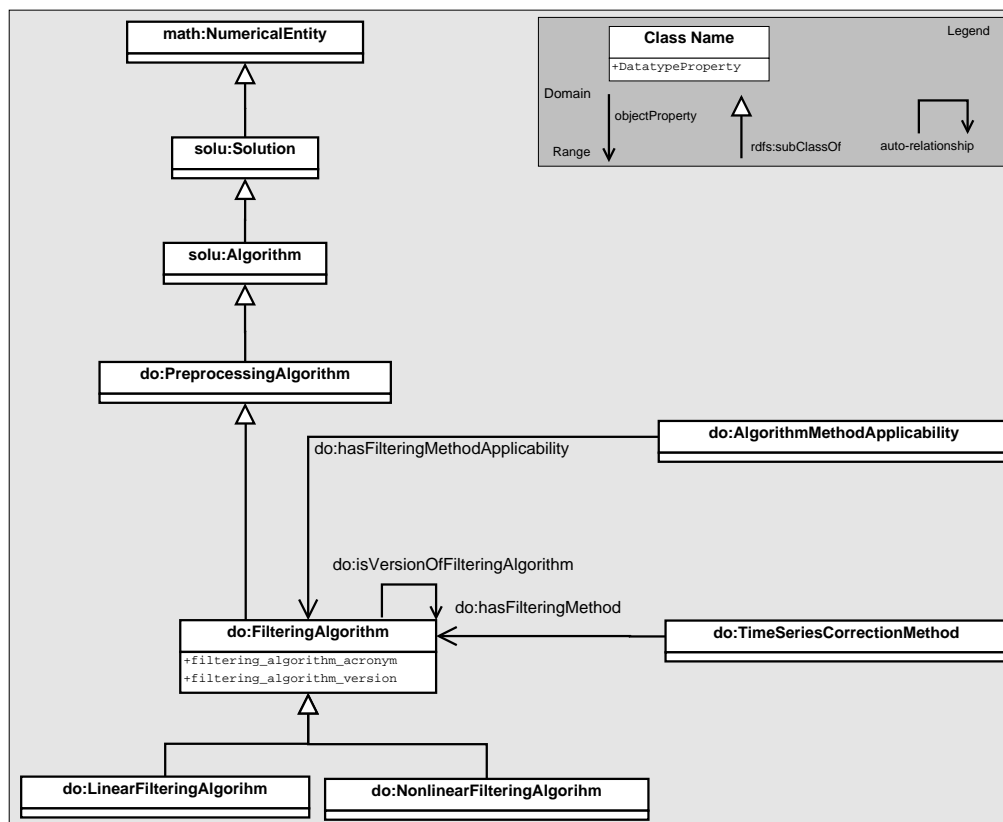 math:NumericalEntity
Class Name
Legend
+DatatypeProperty
Domain
objectProperty
Range
rdfs:subClassOf
auto-relationship
solu:Solution
solu:Algorithm
do:PreprocessingAlgorithm
do:hasFilteringMethodApplicability
do:AlgorithmMethodApplicability
do:isVersionOfFilteringAlgorithm
do:hasFilteringMethod
do:FilteringAlgorithm
do:TimeSeriesCorrectionMethod
+filtering_algorithm_acronym
+filtering_algorithm_version
do:LinearFilteringAlgorihm
do:NonlinearFilteringAlgorihm